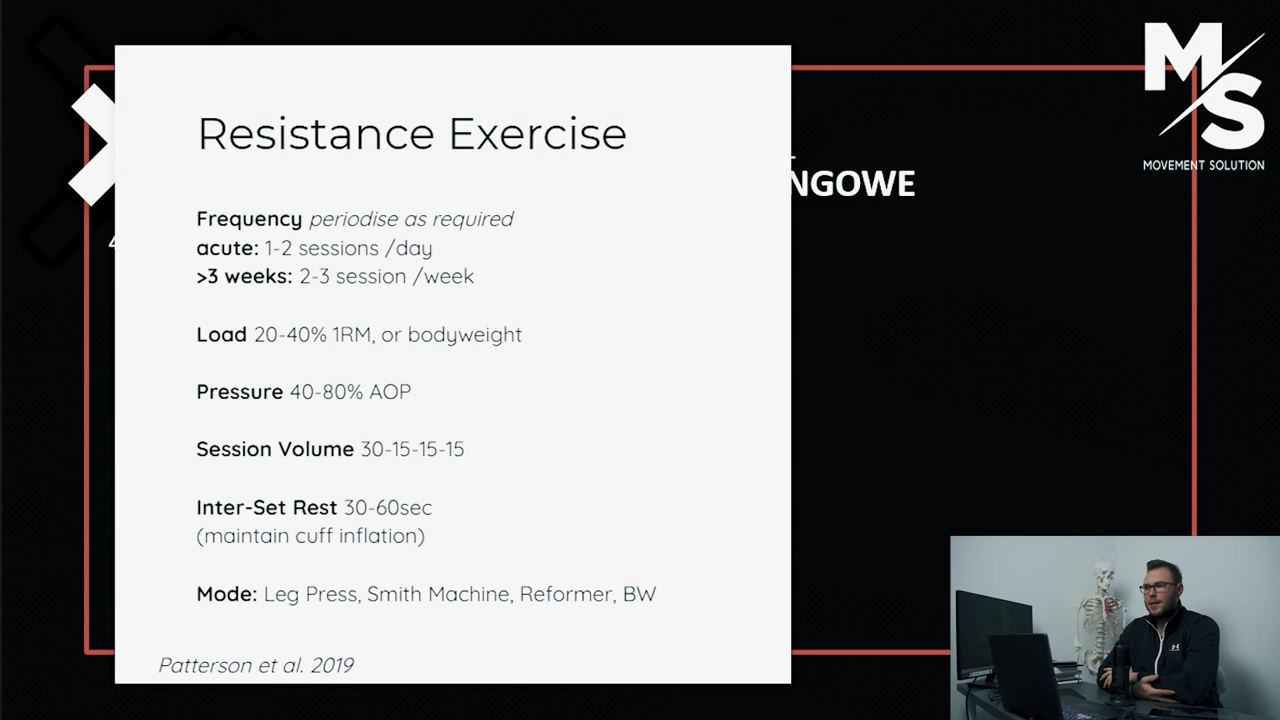 Resistance Exercise
NGOWE
Frequency periodise as required
acute: 1-2 sessions /day
>3 weeks: 2-3 session /week
Load 20-40% 1RM, or bodyweight
Pressure 40-80% AOP
Session Volume 30-15-15-15
Inter-Set Rest 30-60sec
(maintain cuff inflation)
Mode: Leg Press, Smith Machine, Reformer, BW
Patterson et al. 2019
MS
MOVEMENT SOLUTION